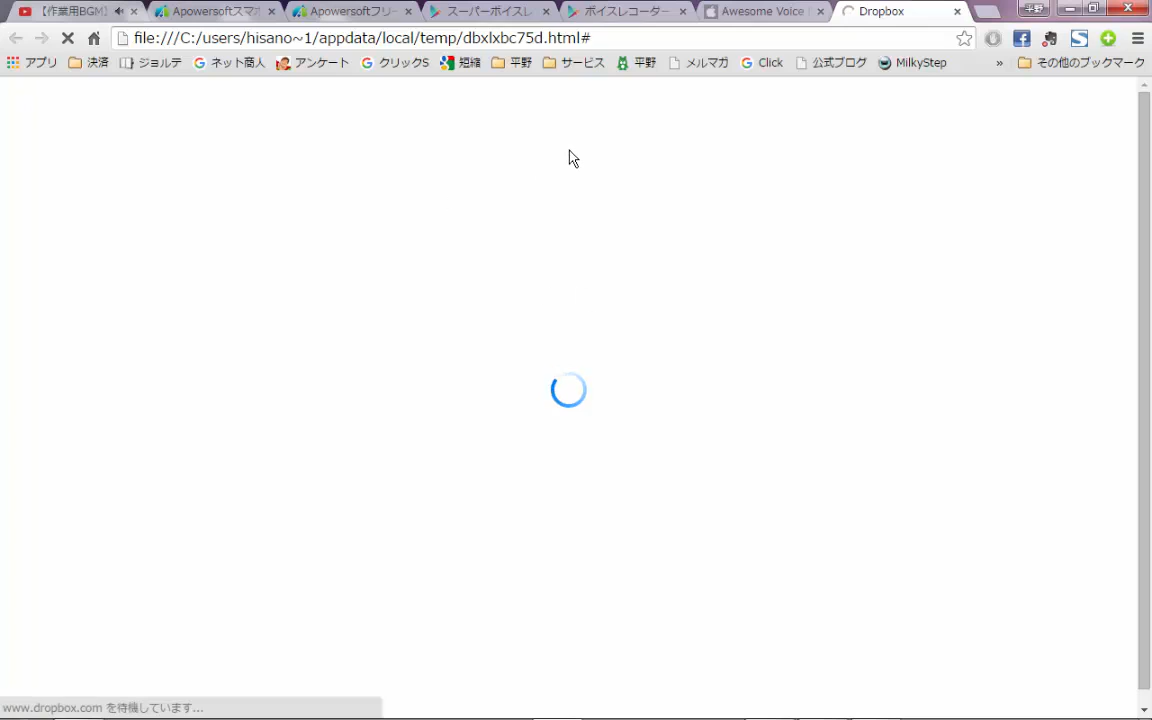 【作業用BGM】 Apowersoftスマホ Apowersoftフリー スーパーボイスレ ボイスレコーダー Awesome Voice Dropbox 平野
file:///C:/users/hisano~1/appdata/local/temp/dbxlxbc75d.html#
アプリ 決済 ジョルテ ネット商人 アンケート クリックS 短縮 平野 サービス 平野 メルマガ Click 公式ブログ MilkyStep » その他のブックマーク
www.dropbox.com を待機しています...